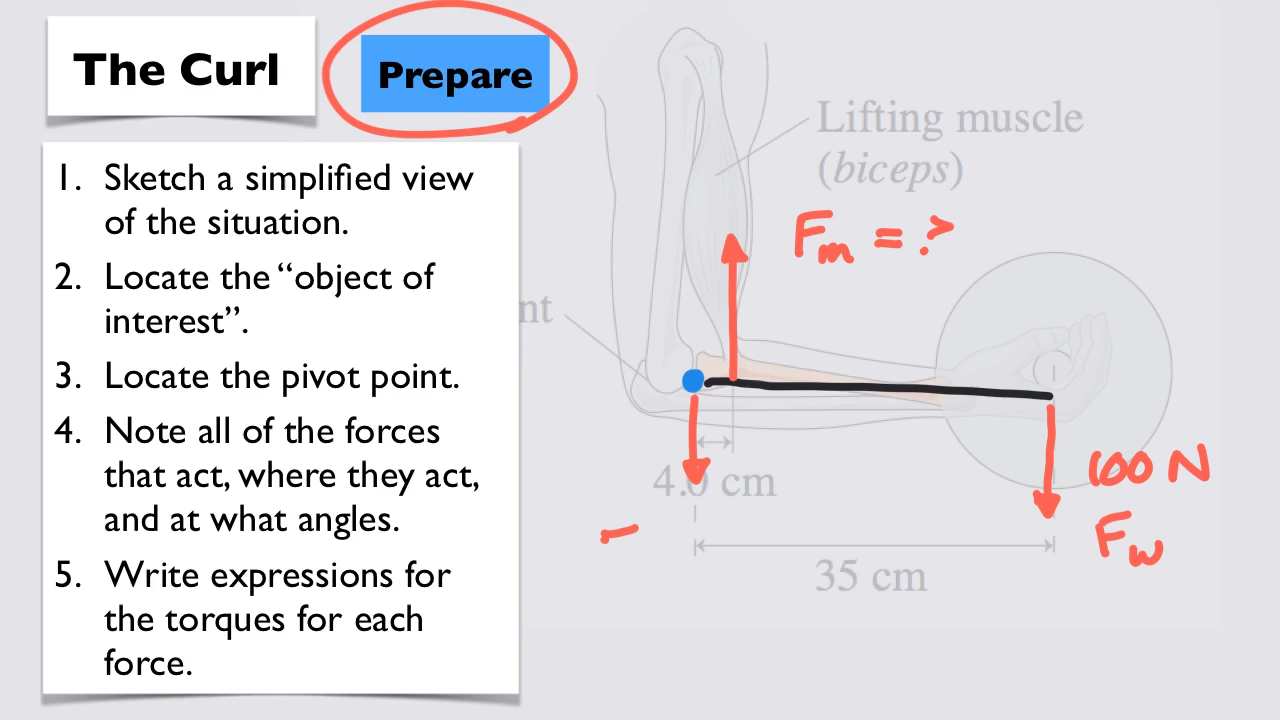 The Curl
Prepare
1. Sketch a simplified view
of the situation.
2. Locate the “object of
interest”.
3. Locate the pivot point.
4. Note all of the forces
that act, where they act,
and at what angles.
5. Write expressions for
the torques for each
force.
Lifting muscle
(biceps)
Fm = ?
nt
4.0 cm
100 N
Fw
35 cm